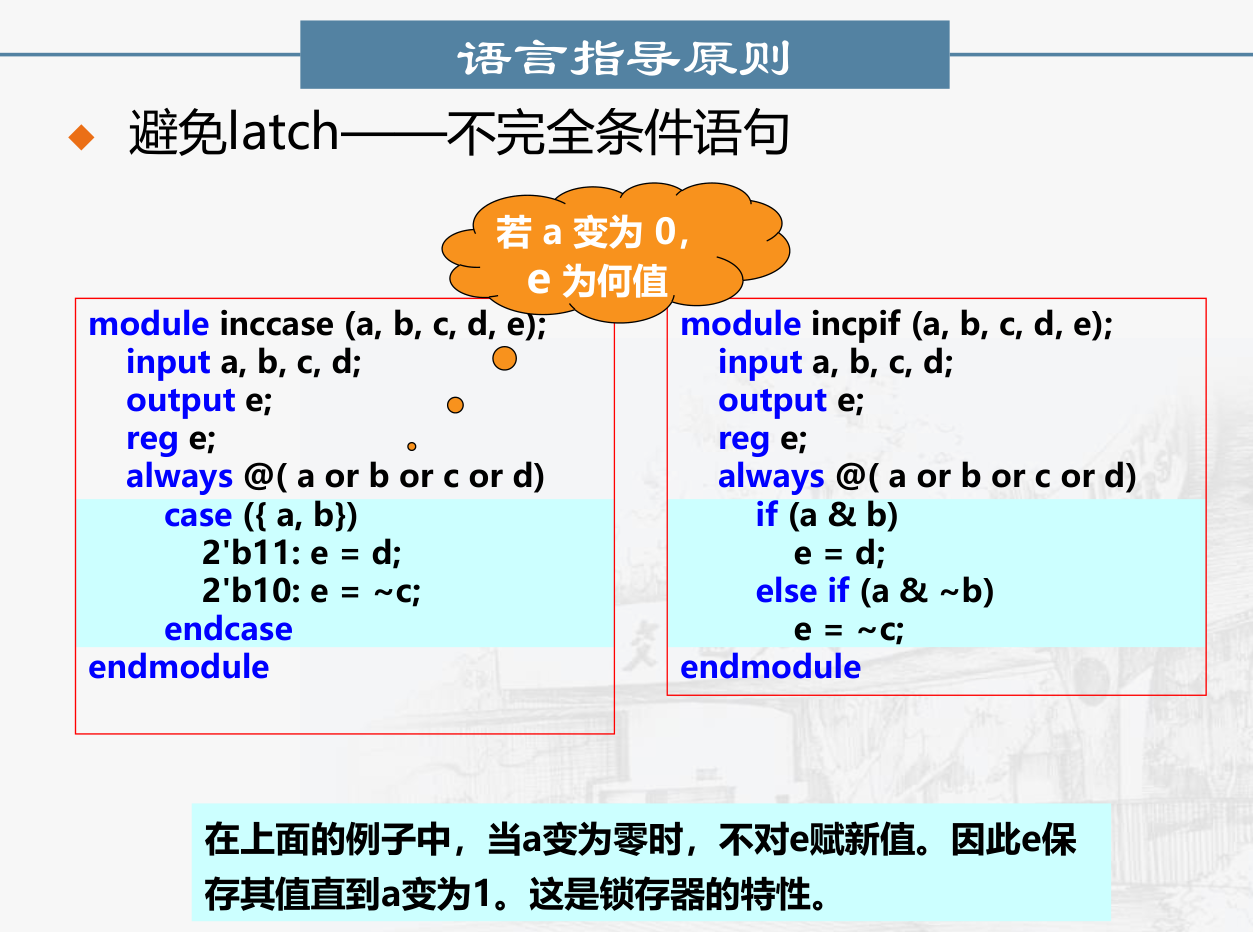 语言指导原则
避免latch——不完全条件语句
若 a 变为 0，
e 为何值
module inccase (a, b, c, d, e);
input a, b, c, d;
output e;
reg e;
always @( a or b or c or d)
case ({ a, b})
2'b11: e = d;
2'b10: e = ~c;
endcase
endmodule
module incpif (a, b, c, d, e);
input a, b, c, d;
output e;
reg e;
always @( a or b or c or d)
if (a & b)
e = d;
else if (a & ~b)
e = ~c;
endmodule
在上面的例子中，当a变为零时，不对e赋新值。因此e保
存其值直到a变为1。这是锁存器的特性。